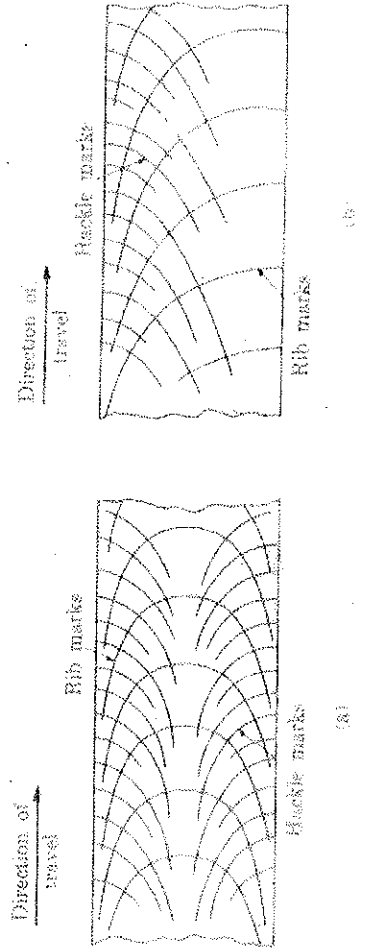 Direction of
travel
Rib marks
Hackle marks
(a)
Direction of
travel
Hackle marks
Rib marks
(b)